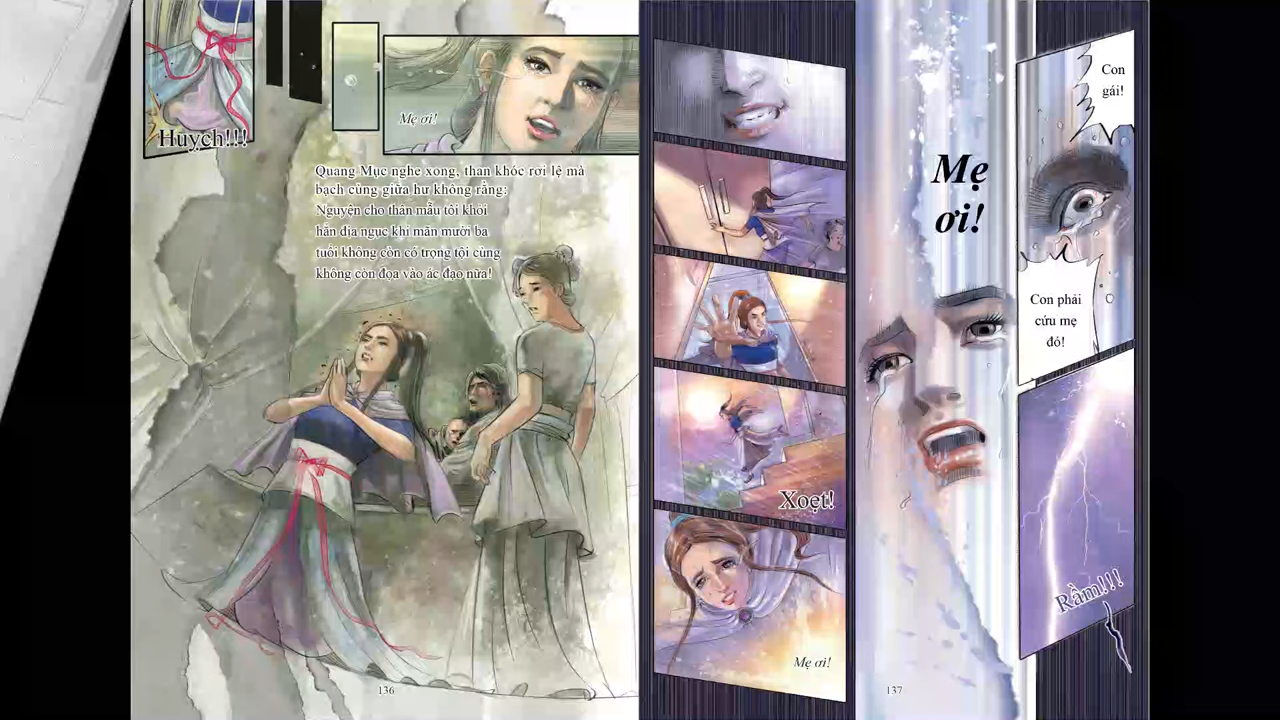 Huỵch!!!
Mẹ ơi!
Quang Mục nghe xong, than khóc rơi lệ mà
bạch cùng giữa hư không rằng:
Nguyện cho thân mẫu tôi khỏi
hẳn địa ngục khi mãn mười ba
tuổi không còn có trọng tội cùng
không còn đọa vào ác đạo nữa!
136
Xoẹt!
Mẹ ơi!
Mẹ
ơi!
Con
gái!
Con phải
cứu mẹ
đó!
Rầm!!!
137